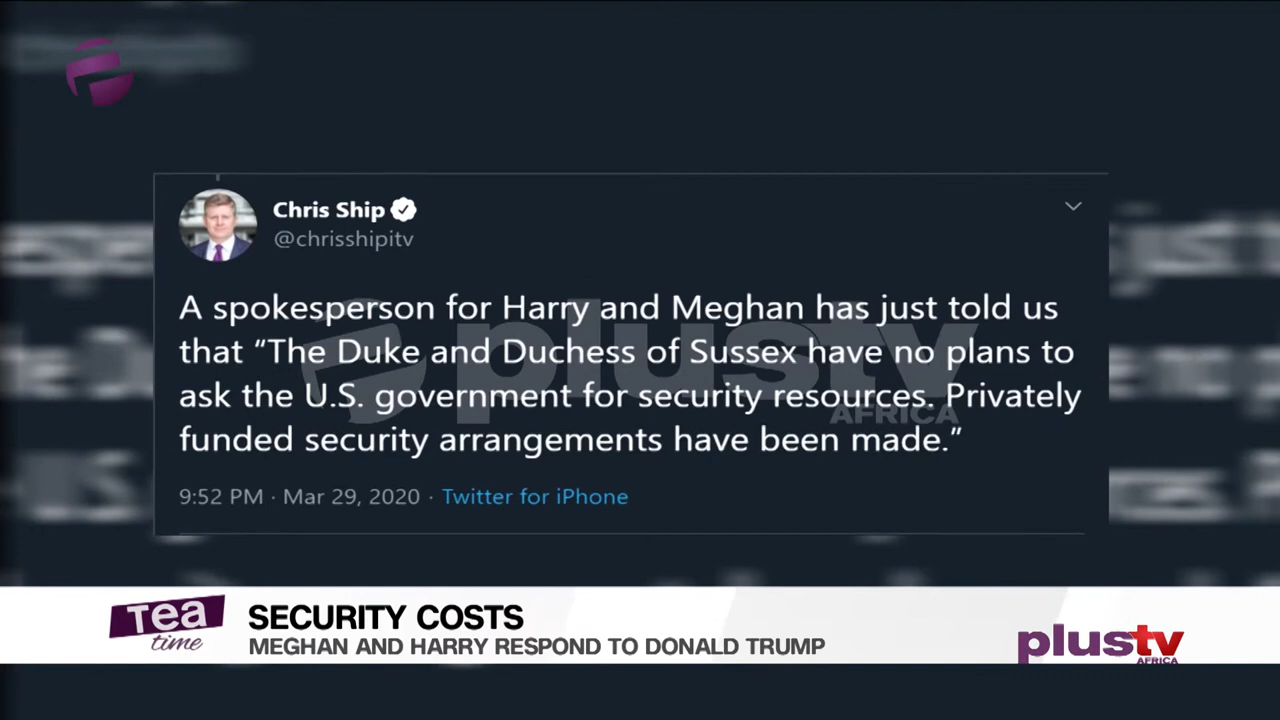 Chris Ship
@chrisshipitv
A spokesperson for Harry and Meghan has just told us
that “The Duke and Duchess of Sussex have no plans to
ask the U.S. government for security resources. Privately
funded security arrangements have been made.”
plustv
AFRICA
9:52 PM · Mar 29, 2020 · Twitter for iPhone
Tea
time
SECURITY COSTS
MEGHAN AND HARRY RESPOND TO DONALD TRUMP
plustv
AFRICA